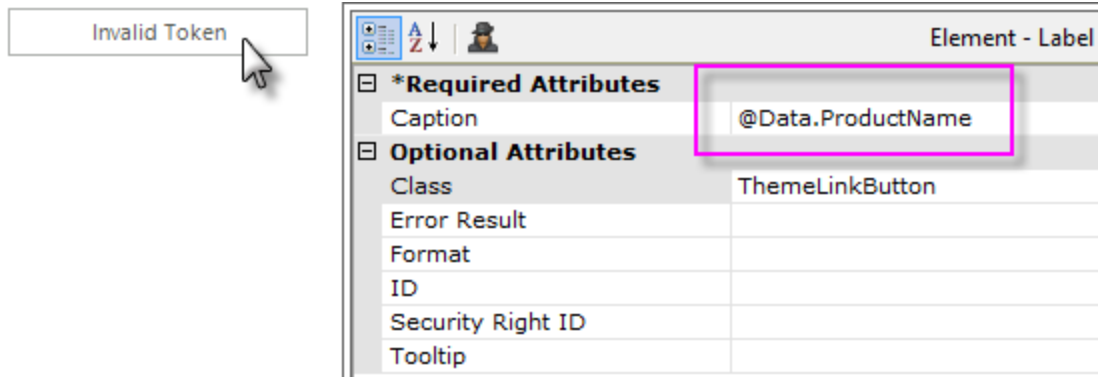 Invalid Token
Element - Label
*Required Attributes
Caption @Data.ProductName
Optional Attributes
Class ThemeLinkButton
Error Result
Format
ID
Security Right ID
Tooltip